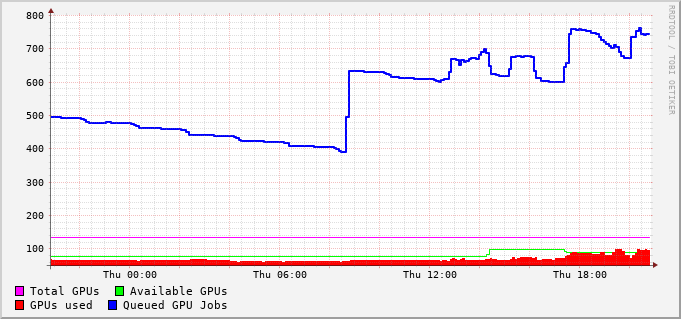 800
700
600
500
400
300
200
100
Thu 00:00 Thu 06:00 Thu 12:00 Thu 18:00
Total GPUs Available GPUs
GPUs used Queued GPU Jobs
RRDTOOL / TOBI OETIKER